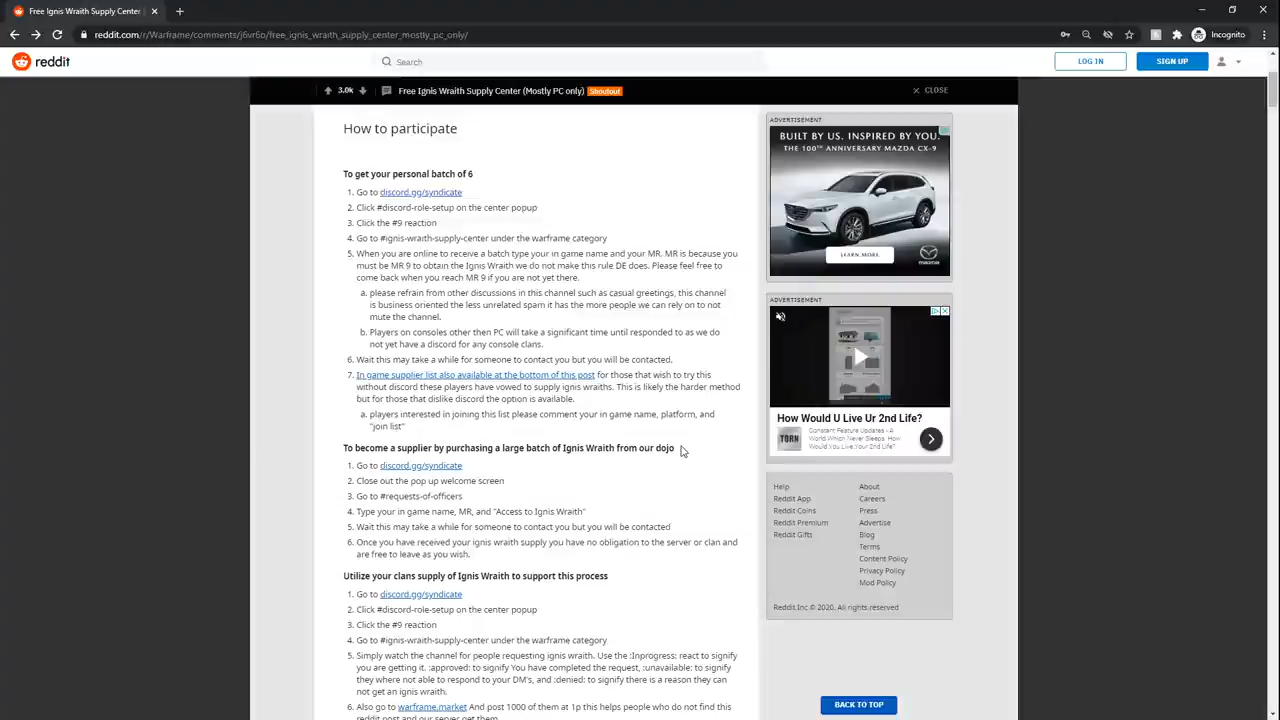 Free Ignis Wraith Supply Center
reddit.com/r/Warframe/comments/j6vr6o/free_ignis_wraith_supply_center_mostly_pc_only/
Incognito
reddit
Search
LOG IN
SIGN UP
3.0k
Free Ignis Wraith Supply Center (Mostly PC only)
Shoutout
CLOSE
How to participate
To get your personal batch of 6
1. Go to discord.gg/syndicate
2. Click #discord-role-setup on the center popup
3. Click the #9 reaction
4. Go to #ignis-wraith-supply-center under the warframe category
5. When you are online to receive a batch type your in game name and your MR. MR is because you
must be MR 9 to obtain the Ignis Wraith we do not make this rule DE does. Please feel free to
come back when you reach MR 9 if you are not yet there.
a. please refrain from other discussions in this channel such as casual greetings, this channel
is business oriented the less unrelated spam it has the more people we can rely on to not
mute the channel.
b. Players on consoles other then PC will take a significant time until responded to as we do
not yet have a discord for any console clans.
6. Wait this may take a while for someone to contact you but you will be contacted.
7. In game supplier list also available at the bottom of this post for those that wish to try this
without discord these players have vowed to supply ignis wraiths. This is likely the harder method
but for those that dislike discord the option is available.
a. players interested in joining this list please comment your in game name, platform, and
"join list"
To become a supplier by purchasing a large batch of Ignis Wraith from our dojo
1. Go to discord.gg/syndicate
2. Close out the pop up welcome screen
3. Go to #requests-of-officers
4. Type your in game name, MR, and "Access to Ignis Wraith"
5. Wait this may take a while for someone to contact you but you will be contacted
6. Once you have received your ignis wraith supply you have no obligation to the server or clan and
are free to leave as you wish.
Utilize your clans supply of Ignis Wraith to support this process
1. Go to discord.gg/syndicate
2. Click #discord-role-setup on the center popup
3. Click the #9 reaction
4. Go to #ignis-wraith-supply-center under the warframe category
5. Simply watch the channel for people requesting ignis wraith. Use the :Inprogress: react to signify
you are getting it. :approved: to signify You have completed the request, :unavailable: to signify
they where not able to respond to your DM's, and :denied: to signify there is a reason they can
not get an ignis wraith.
6. Also go to warframe.market And post 1000 of them at 1p this helps people who do not find this
reddit post and our server get them
ADVERTISEMENT
BUILT BY US. INSPIRED BY YOU.
THE 100TH ANNIVERSARY MAZDA CX-9
LEARN MORE
mazda
ADVERTISEMENT
How Would U Live Ur 2nd Life?
TORN
Constant Feature Updates - A
World Which Never Sleeps. How
Would You Live Your 2nd Life?
Help
About
Reddit App
Careers
Reddit Coins
Press
Reddit Premium
Advertise
Reddit Gifts
Blog
Terms
Content Policy
Privacy Policy
Mod Policy
Reddit Inc © 2020. All rights reserved
BACK TO TOP